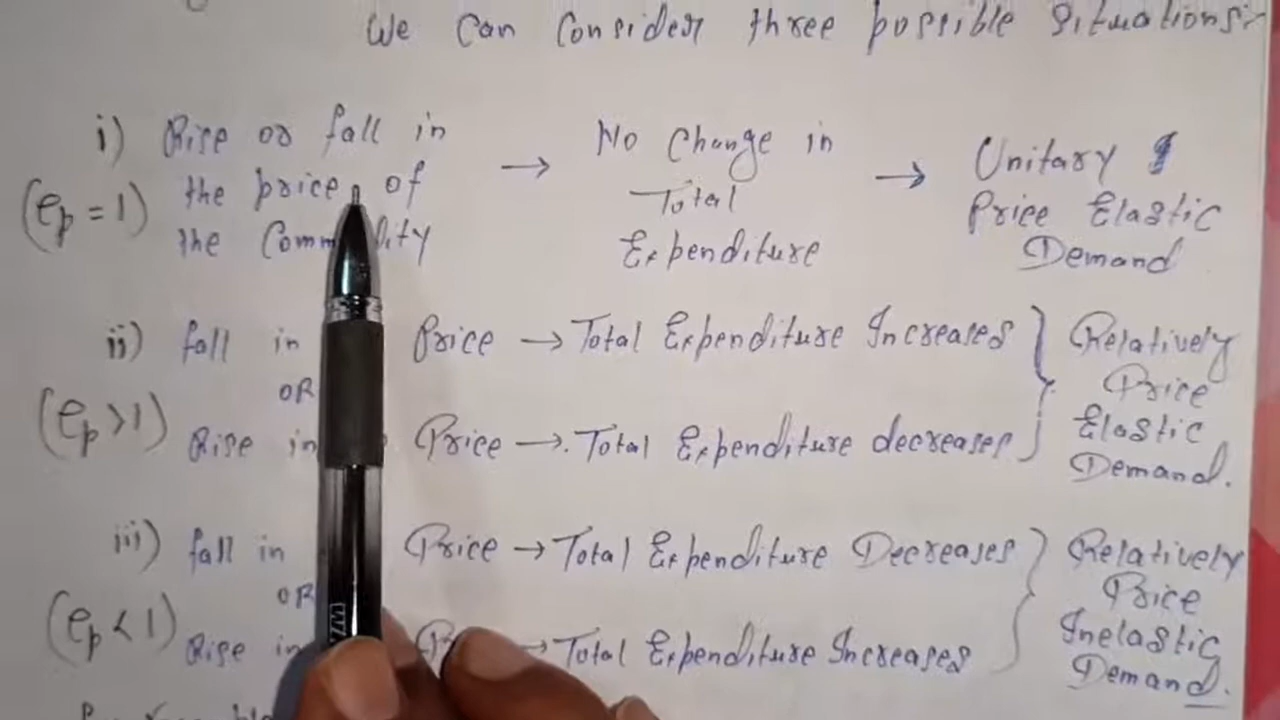 We can consider three possible situations:
i) Rise or fall in the price of the Commodity → No Change in Total Expenditure → Unitary Price Elastic Demand
(ep = 1)
ii) fall in Price → Total Expenditure Increases
OR
(ep > 1)
Rise in Price → Total Expenditure decreases
Relatively Price Elastic Demand.
iii) fall in Price → Total Expenditure Decreases
OR
(ep < 1)
Rise in → Total Expenditure Increases
Relatively Price Inelastic Demand.